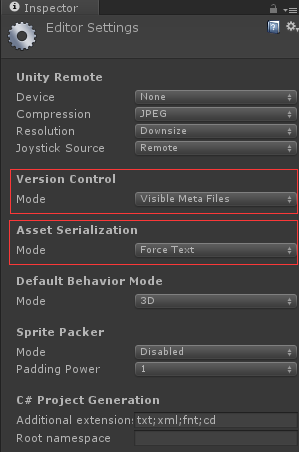 Inspector
Editor Settings
Unity Remote
Device None
Compression JPEG
Resolution Downsize
Joystick Source Remote
Version Control
Mode Visible Meta Files
Asset Serialization
Mode Force Text
Default Behavior Mode
Mode 3D
Sprite Packer
Mode Disabled
Padding Power 1
C# Project Generation
Additional extensions txt;xml;fnt;cd
Root namespace